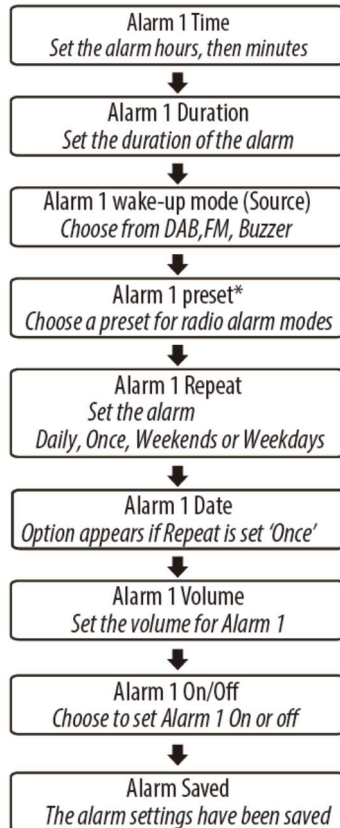 Alarm 1 Time
Set the alarm hours, then minutes
Alarm 1 Duration
Set the duration of the alarm
Alarm 1 wake-up mode (Source)
Choose from DAB,FM, Buzzer
Alarm 1 preset*
Choose a preset for radio alarm modes
Alarm 1 Repeat
Set the alarm
Daily, Once, Weekends or Weekdays
Alarm 1 Date
Option appears if Repeat is set ‘Once’
Alarm 1 Volume
Set the volume for Alarm 1
Alarm 1 On/Off
Choose to set Alarm 1 On or off
Alarm Saved
The alarm settings have been saved